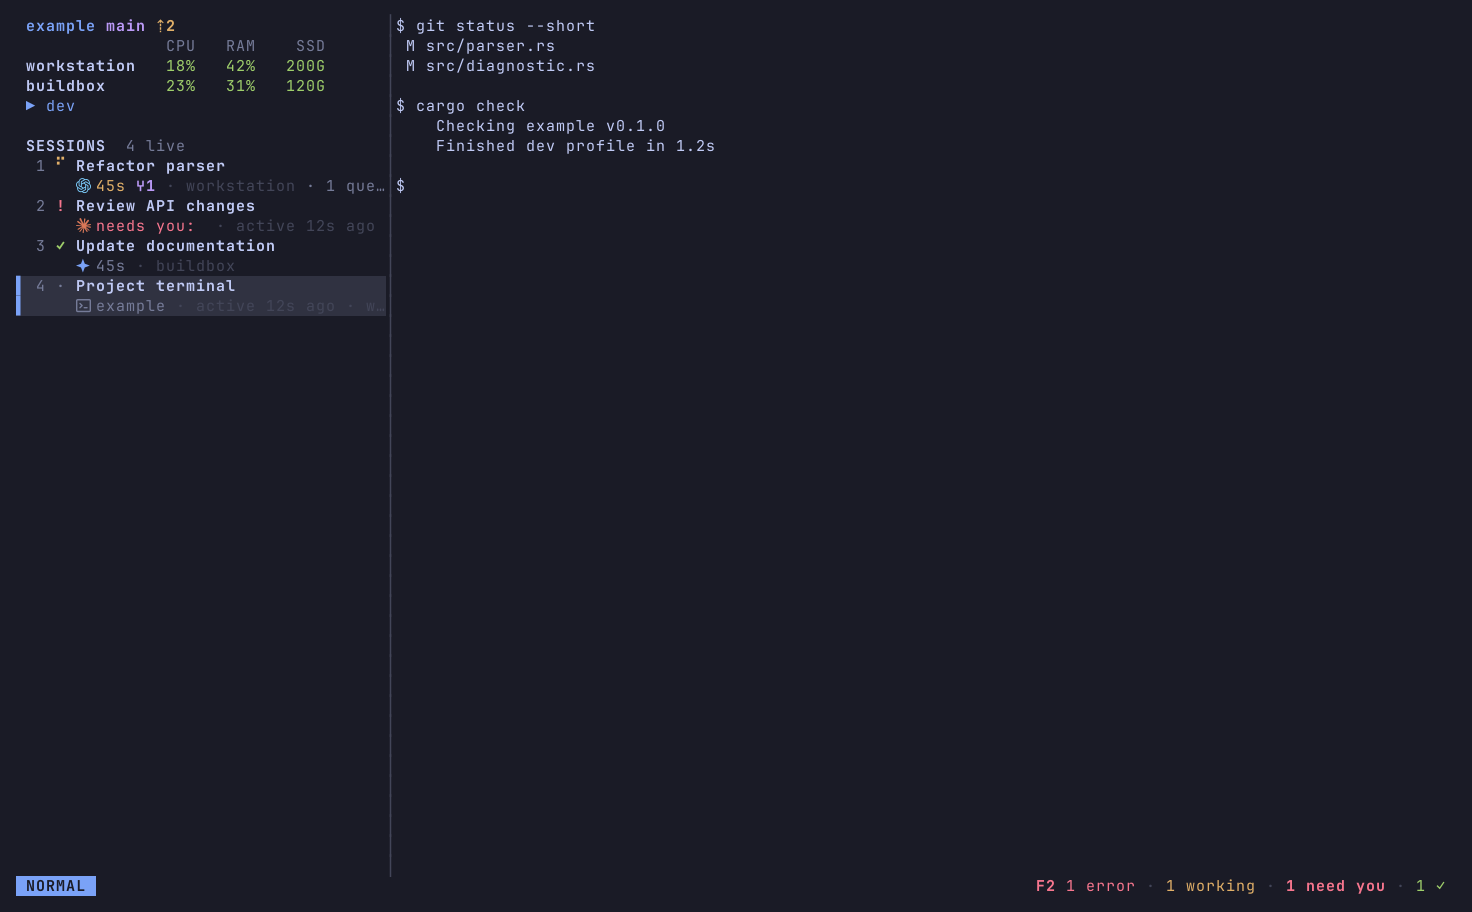 example main ⇡2
CPU RAM SSD
workstation 18% 42% 200G
buildbox 23% 31% 120G
▶ dev
SESSIONS 4 live
1 Refactor parser
45s 1 · workstation · 1 que…
2 ! Review API changes
needs you: · active 12s ago
3 ✓ Update documentation
45s · buildbox
4 · Project terminal
example · active 12s ago · w…
$ git status --short
M src/parser.rs
M src/diagnostic.rs
$ cargo check
Checking example v0.1.0
Finished dev profile in 1.2s
$
NORMAL
F2 1 error · 1 working · 1 need you · 1 ✓